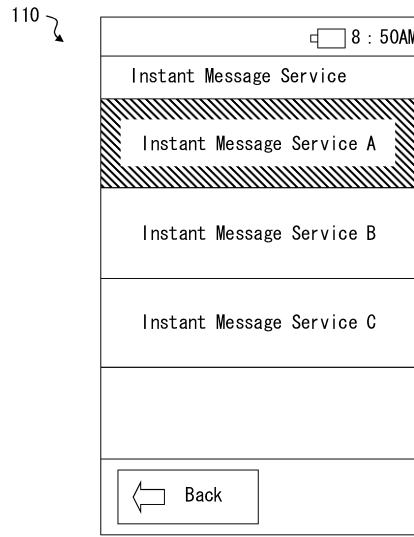 110
8:50AM
Instant Message Service
Instant Message Service A
Instant Message Service B
Instant Message Service C
Back